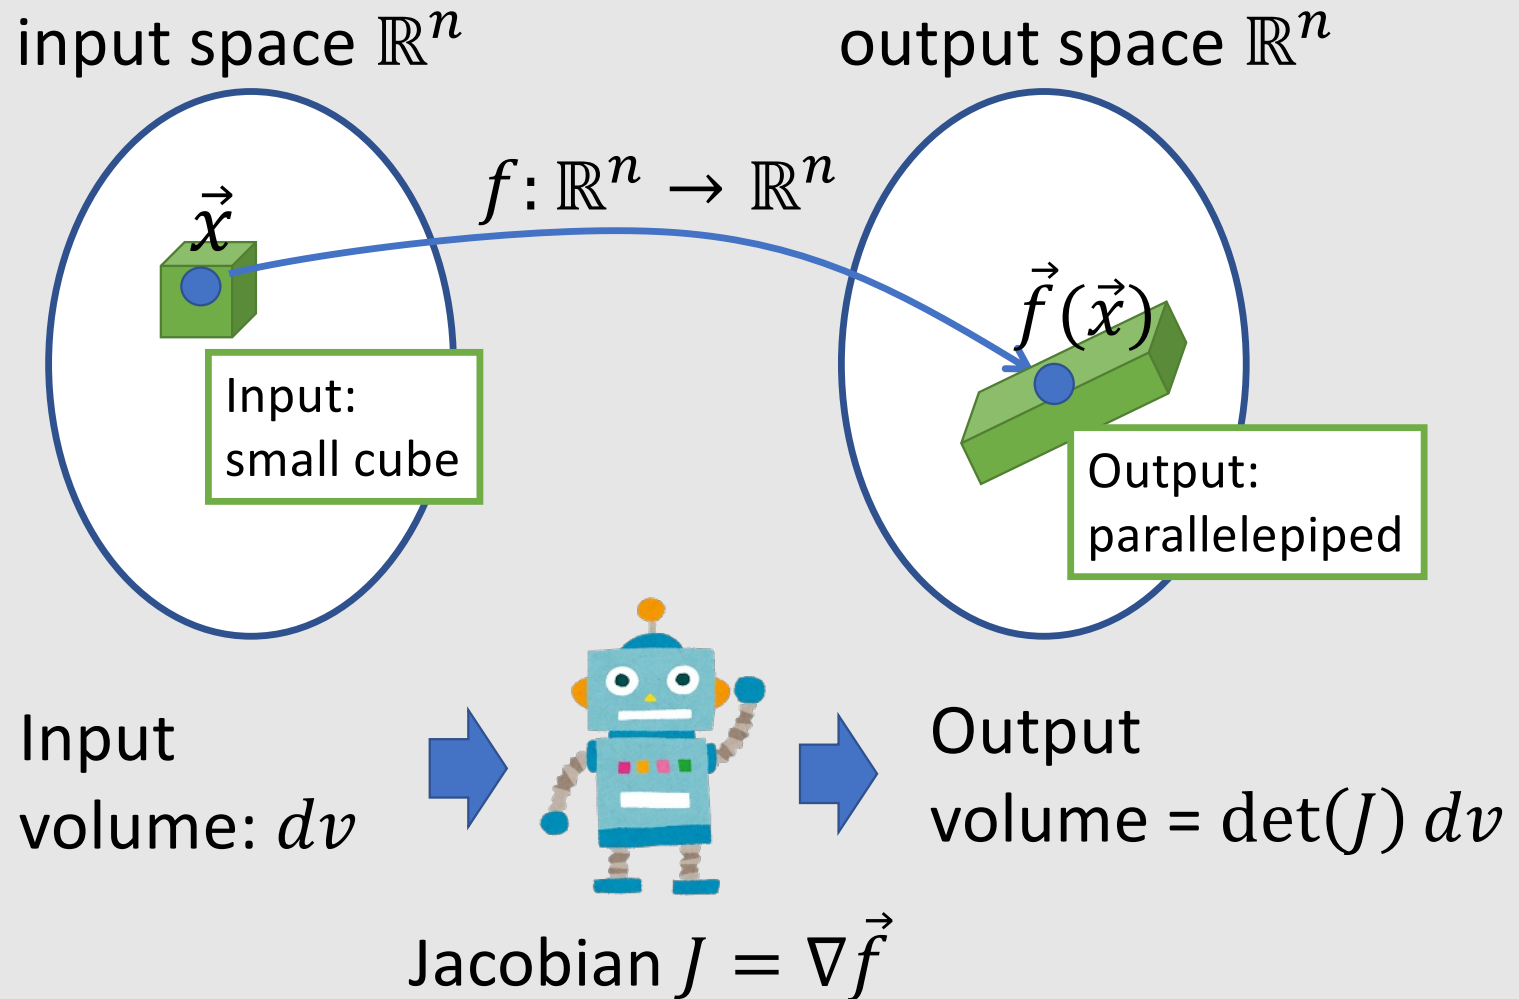 input space ℝⁿ
output space ℝⁿ
f: ℝⁿ → ℝⁿ
x⃗
f⃗(x⃗)
Input:
small cube
Output:
parallelepiped
Input
volume: dv
Output
volume = det(J) dv
Jacobian J = ∇f⃗